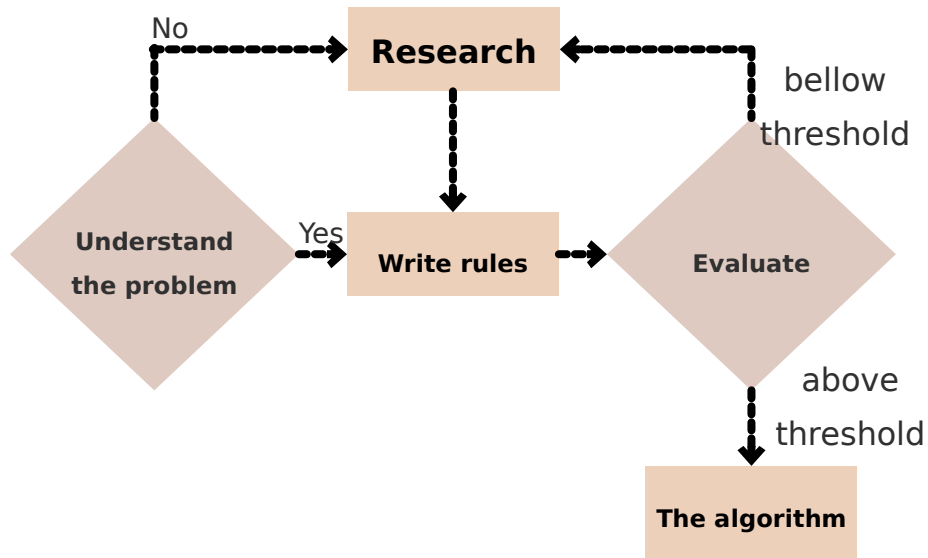 No
Research
bellow
threshold
Understand
the problem
Yes
Write rules
Evaluate
above
threshold
The algorithm